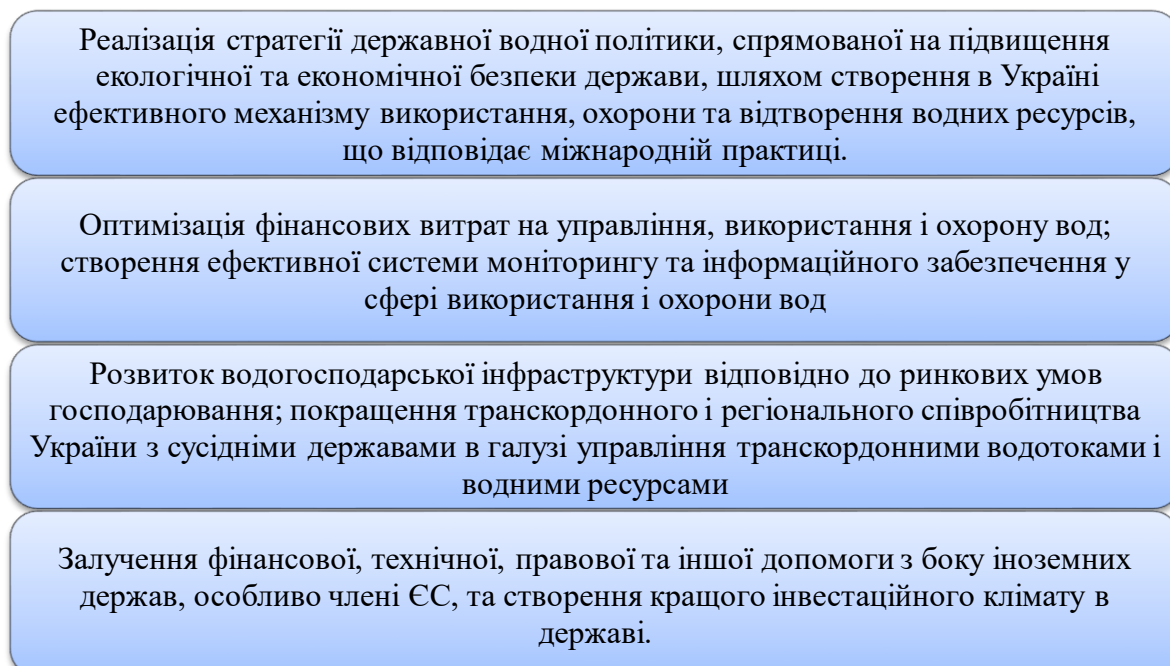 Реалізація стратегії державної водної політики, спрямованої на підвищення
екологічної та економічної безпеки держави, шляхом створення в Україні
ефективного механізму використання, охорони та відтворення водних ресурсів,
що відповідає міжнародній практиці.
Оптимізація фінансових витрат на управління, використання і охорону вод;
створення ефективної системи моніторингу та інформаційного забезпечення у
сфері використання і охорони вод
Розвиток водогосподарської інфраструктури відповідно до ринкових умов
господарювання; покращення транскордонного і регіонального співробітництва
України з сусідніми державами в галузі управління транскордонними водотоками і
водними ресурсами
Залучення фінансової, технічної, правової та іншої допомоги з боку іноземних
держав, особливо члені ЄС, та створення кращого інвестаційного клімату в
державі.